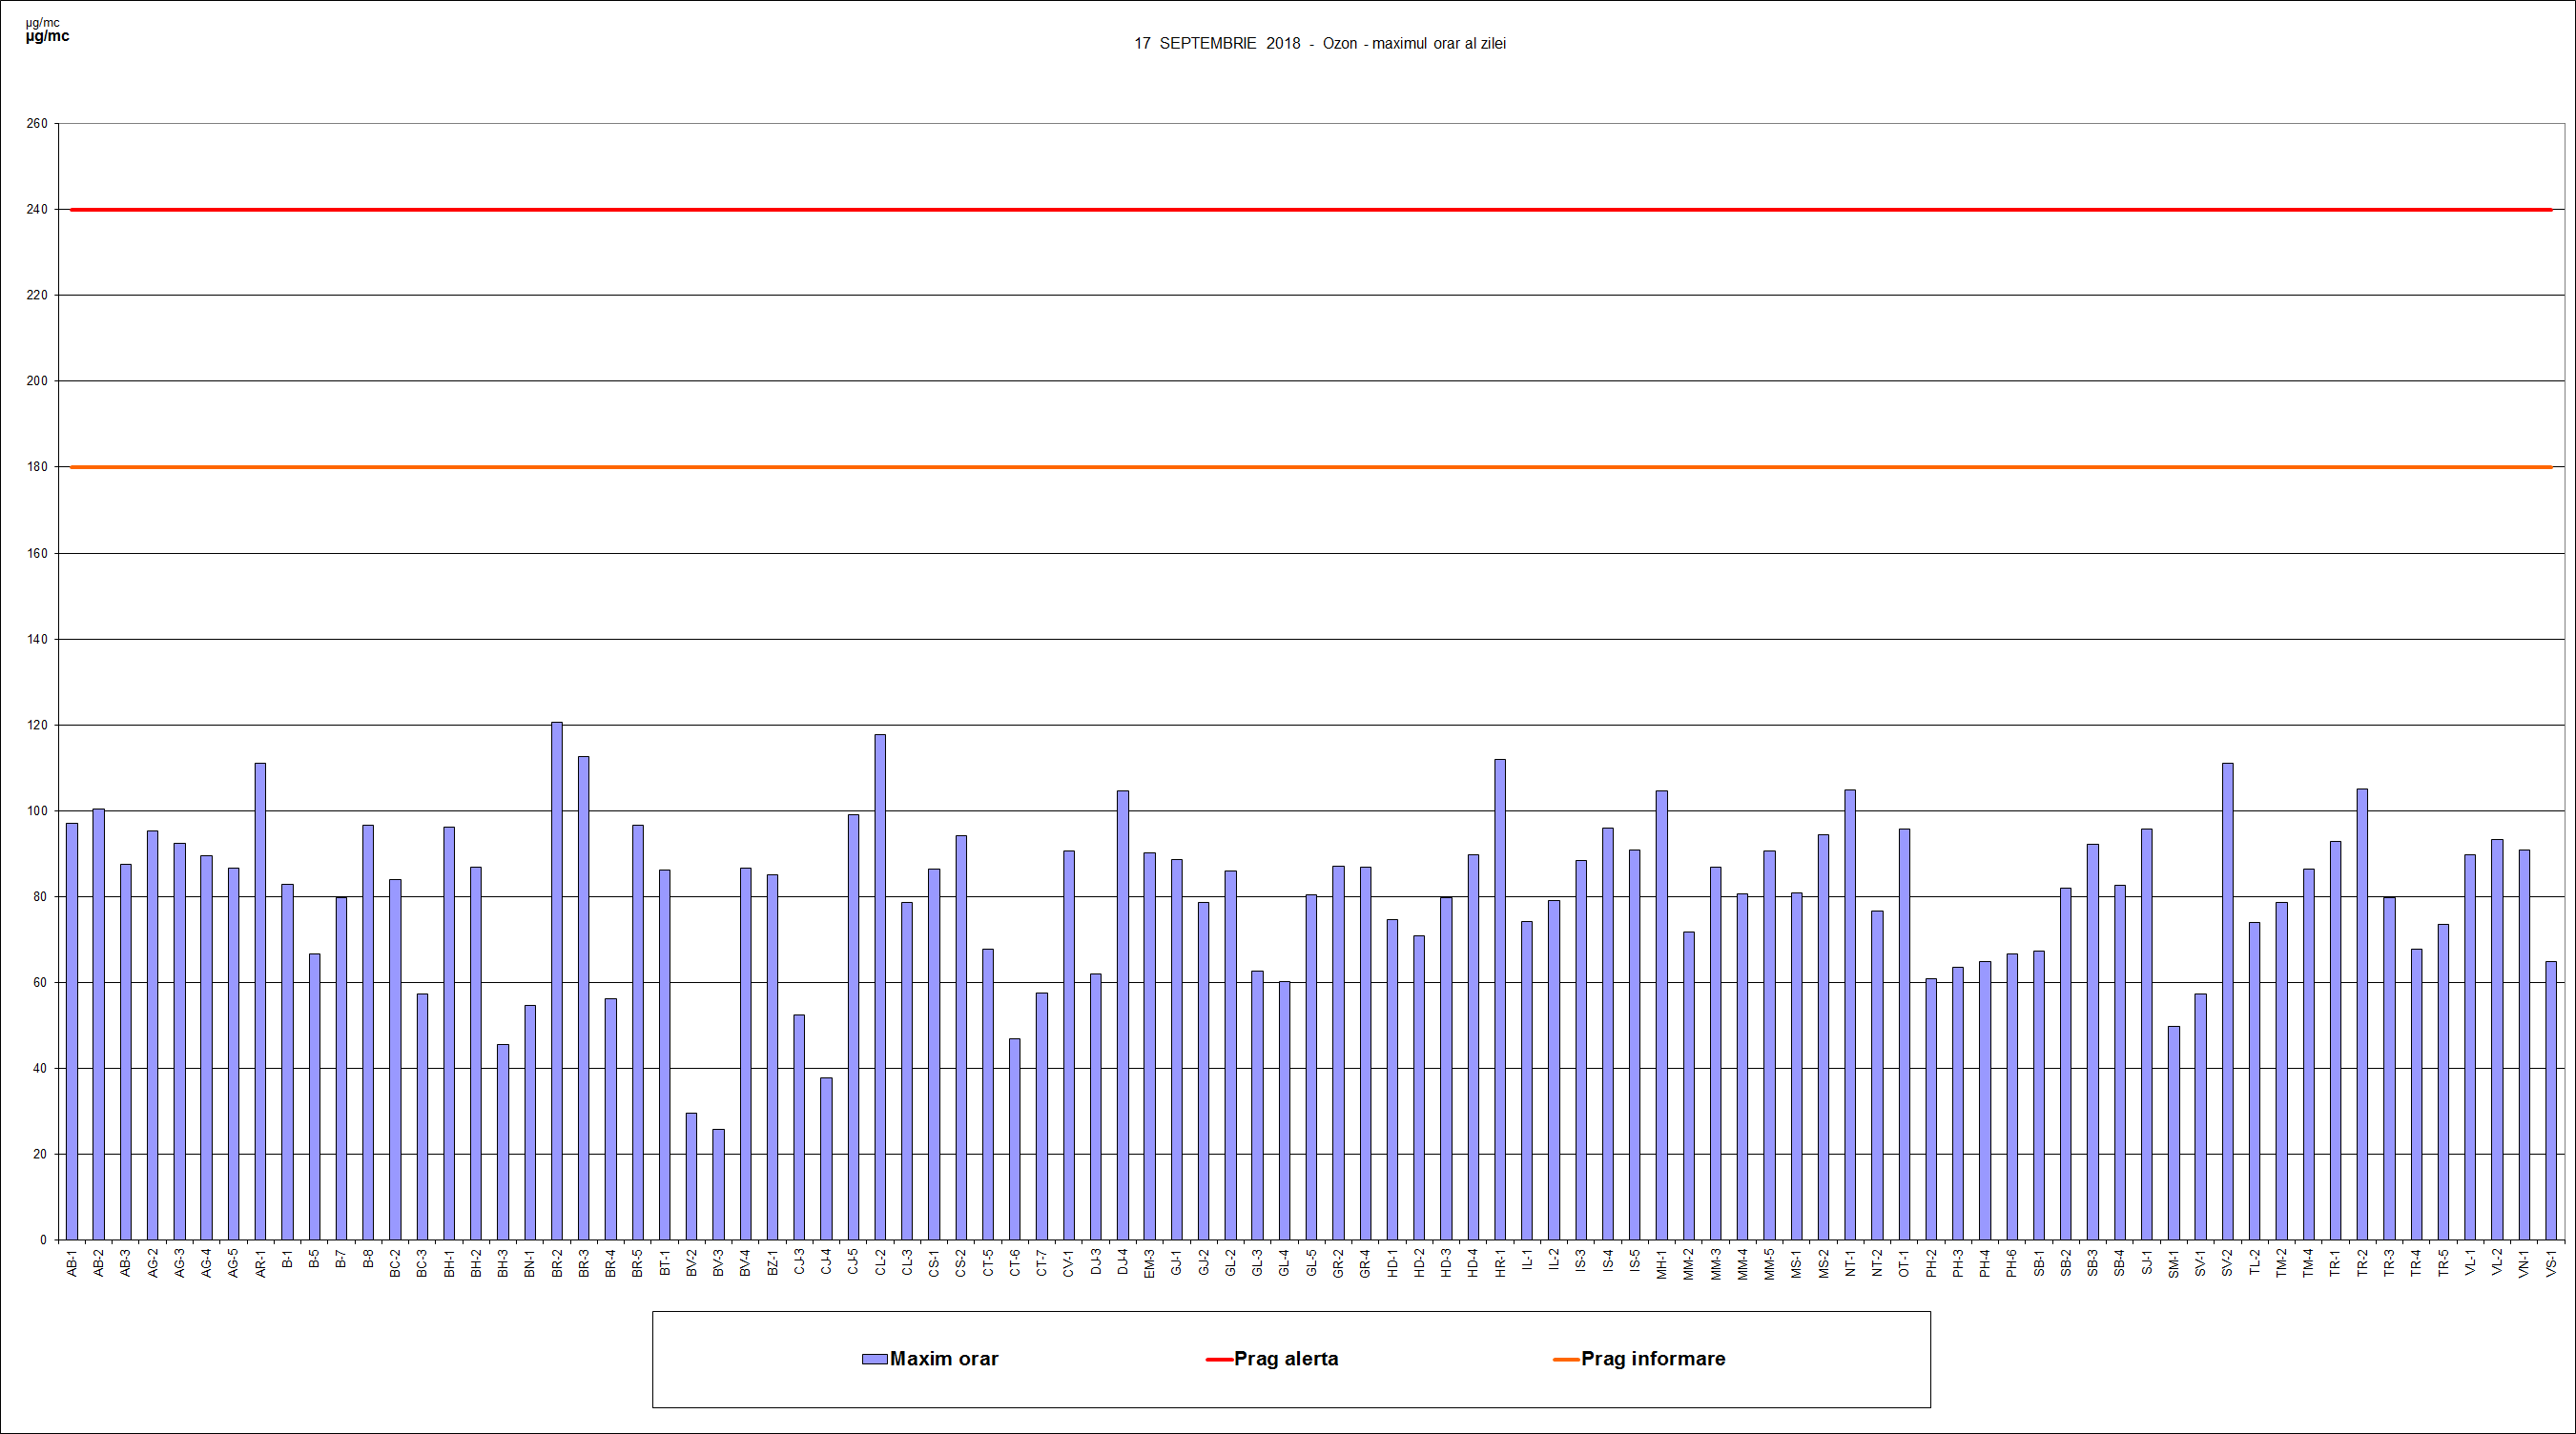 µg/mc
µg/mc
17 SEPTEMBRIE 2018 - Ozon - maximul orar al zilei
260
240
220
200
180
160
140
120
100
80
60
40
20
0
AB-1 AB-2 AB-3 AG-2 AG-3 AG-4 AG-5 AR-1 B-1 B-5 B-7 B-8 BC-2 BC-3 BH-1 BH-2 BH-3 BN-1 BR-2 BR-3 BR-4 BR-5 BT-1 BV-2 BV-3 BV-4 BZ-1 CJ-3 CJ-4 CJ-5 CL-2 CL-3 CS-1 CS-2 CT-5 CT-6 CT-7 CV-1 DJ-3 DJ-4 EM-3 GJ-1 GJ-2 GL-2 GL-3 GL-4 GL-5 GR-2 GR-4 HD-1 HD-2 HD-3 HD-4 HR-1 IL-1 IL-2 IS-3 IS-4 IS-5 MH-1 MM-2 MM-3 MM-4 MM-5 MS-1 MS-2 NT-1 NT-2 OT-1 PH-2 PH-3 PH-4 PH-6 SB-1 SB-2 SB-3 SB-4 SJ-1 SM-1 SV-1 SV-2 TL-2 TM-2 TM-4 TR-1 TR-2 TR-3 TR-4 TR-5 VL-1 VL-2 VN-1 VS-1
Maxim orar Prag alerta Prag informare